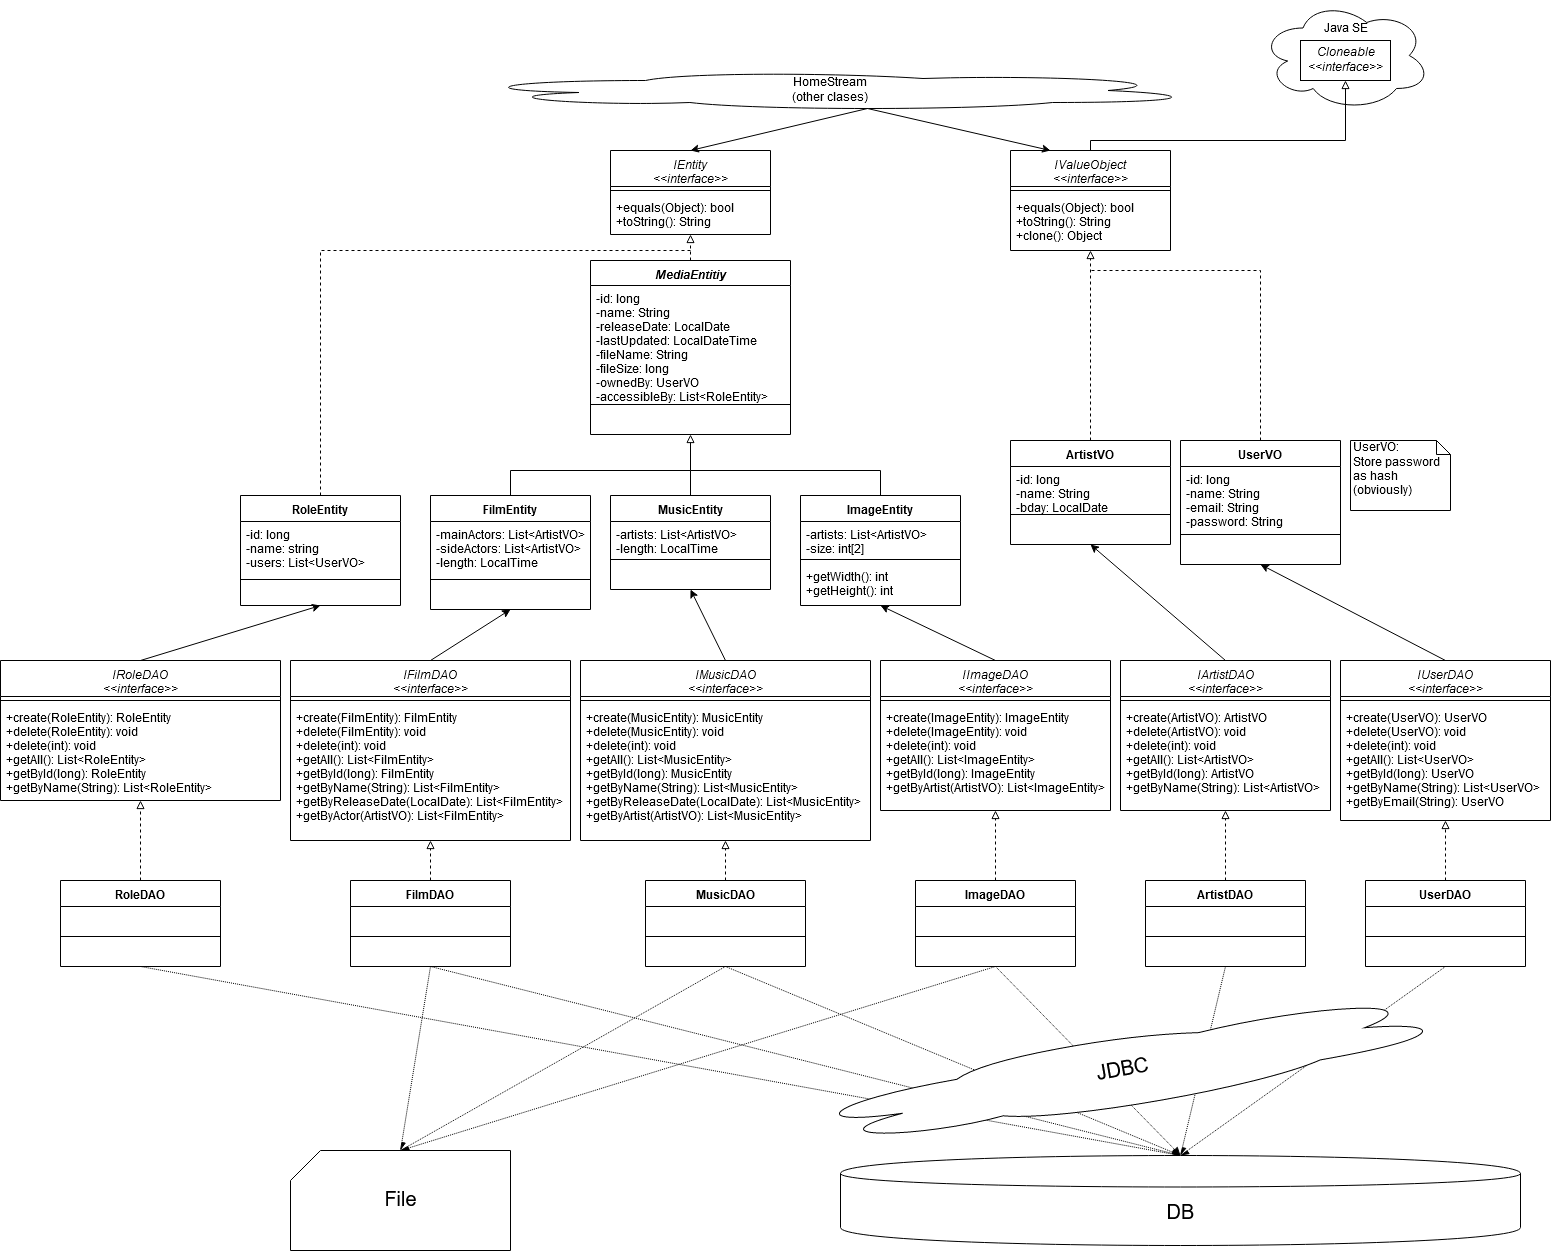 Java SE
Cloneable
<<interface>>
HomeStream
(other clases)
IEntity
<<interface>>
+equals(Object): bool
+toString(): String
IValueObject
<<interface>>
+equals(Object): bool
+toString(): String
+clone(): Object
MediaEntitiy
-id: long
-name: String
-releaseDate: LocalDate
-lastUpdated: LocalDateTime
-fileName: String
-fileSize: long
-ownedBy: UserVO
-accessibleBy: List<RoleEntity>
ArtistVO
-id: long
-name: String
-bday: LocalDate
UserVO
-id: long
-name: String
-email: String
-password: String
UserVO:
Store password
as hash
(obviously)
RoleEntity
-id: long
-name: string
-users: List<UserVO>
FilmEntity
-mainActors: List<ArtistVO>
-sideActors: List<ArtistVO>
-length: LocalTime
MusicEntity
-artists: List<ArtistVO>
-length: LocalTime
ImageEntity
-artists: List<ArtistVO>
-size: int[2]
+getWidth(): int
+getHeight(): int
IRoleDAO
<<interface>>
+create(RoleEntity): RoleEntity
+delete(RoleEntity): void
+delete(int): void
+getAll(): List<RoleEntity>
+getById(long): RoleEntity
+getByName(String): List<RoleEntity>
IFilmDAO
<<interface>>
+create(FilmEntity): FilmEntity
+delete(FilmEntity): void
+delete(int): void
+getAll(): List<FilmEntity>
+getById(long): FilmEntity
+getByName(String): List<FilmEntity>
+getByReleaseDate(LocalDate): List<FilmEntity>
+getByActor(ArtistVO): List<FilmEntity>
IMusicDAO
<<interface>>
+create(MusicEntity): MusicEntity
+delete(MusicEntity): void
+delete(int): void
+getAll(): List<MusicEntity>
+getById(long): MusicEntity
+getByName(String): List<MusicEntity>
+getByReleaseDate(LocalDate): List<MusicEntity>
+getByArtist(ArtistVO): List<MusicEntity>
IImageDAO
<<interface>>
+create(ImageEntity): ImageEntity
+delete(ImageEntity): void
+delete(int): void
+getAll(): List<ImageEntity>
+getById(long): ImageEntity
+getByArtist(ArtistVO): List<ImageEntity>
IArtistDAO
<<interface>>
+create(ArtistVO): ArtistVO
+delete(ArtistVO): void
+delete(int): void
+getAll(): List<ArtistVO>
+getById(long): ArtistVO
+getByName(String): List<ArtistVO>
IUserDAO
<<interface>>
+create(UserVO): UserVO
+delete(UserVO): void
+delete(int): void
+getAll(): List<UserVO>
+getById(long): UserVO
+getByName(String): List<UserVO>
+getByEmail(String): UserVO
RoleDAO
FilmDAO
MusicDAO
ImageDAO
ArtistDAO
UserDAO
JDBC
File
DB